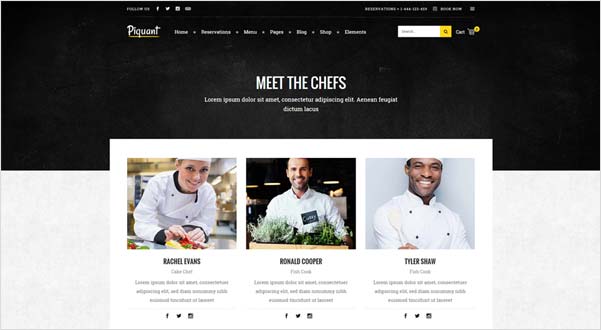 FOLLOW US
RESERVATIONS + 1-444-123-459 BOOK NOW
Piquant
Home Reservations Menu Pages Blog Shop Elements
Search... Cart
MEET THE CHEFS
Lorem ipsum dolor sit amet, consectetur adipiscing elit. Aenean feugiat
dictum lacus
RACHEL EVANS
Cake Chef
Lorem ipsum dolor sit amet, consectetuer
adipiscing elit, sed diam nonummy nibh
euismod tincidunt ut laoreet
RONALD COOPER
Fish Cook
Lorem ipsum dolor sit amet, consectetuer
adipiscing elit, sed diam nonummy nibh
euismod tincidunt ut laoreet
TYLER SHAW
Fish Cook
Lorem ipsum dolor sit amet, consectetuer
adipiscing elit, sed diam nonummy nibh
euismod tincidunt ut laoreet